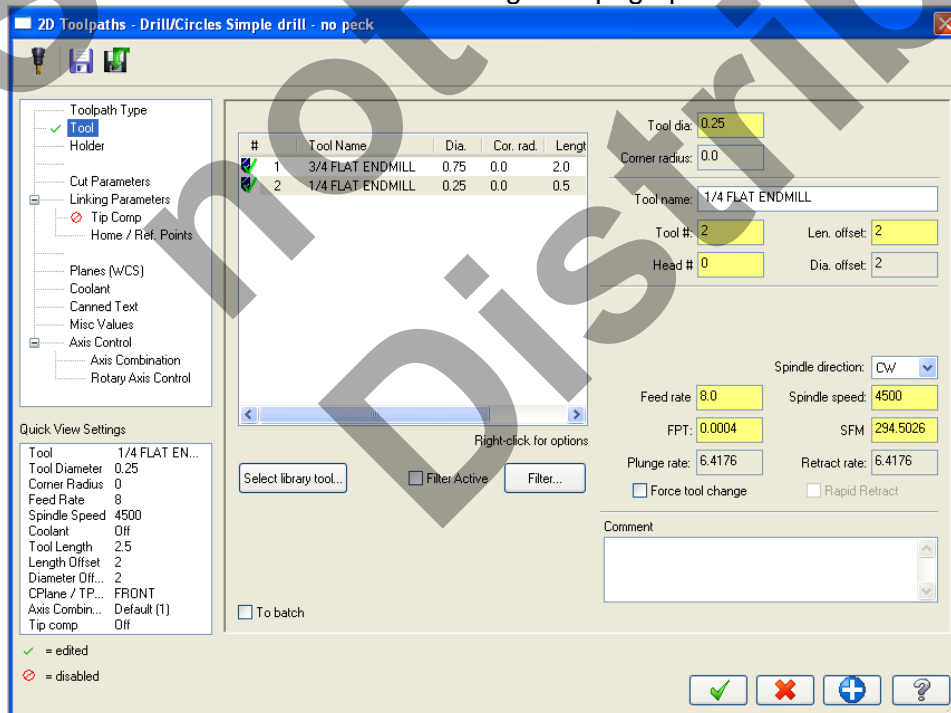 2D Toolpaths - Drill/Circles Simple drill - no peck
Toolpath Type
Tool
Holder
Cut Parameters
Linking Parameters
Tip Comp
Home / Ref. Points
Planes (WCS)
Coolant
Canned Text
Misc Values
Axis Control
Axis Combination
Rotary Axis Control
Quick View Settings
Tool 1/4 FLAT EN...
Tool Diameter 0.25
Corner Radius 0
Feed Rate 8
Spindle Speed 4500
Coolant Off
Tool Length 2.5
Length Offset 2
Diameter Off... 2
CPlane / TP... FRONT
Axis Combin... Default (1)
Tip comp Off
= edited
= disabled
# Tool Name Dia. Cor. rad. Lengt
1 3/4 FLAT ENDMILL 0.75 0.0 2.0
2 1/4 FLAT ENDMILL 0.25 0.0 0.5
Right-click for options
Select library tool...
Filter Active
Filter...
To batch
Tool dia: 0.25
Corner radius: 0.0
Tool name: 1/4 FLAT ENDMILL
Tool #: 2 Len. offset: 2
Head # 0 Dia. offset: 2
Spindle direction: CW
Feed rate 8.0 Spindle speed: 4500
FPT: 0.0004 SFM 294.5026
Plunge rate: 6.4176 Retract rate: 6.4176
Force tool change Rapid Retract
Comment
not
Distrib